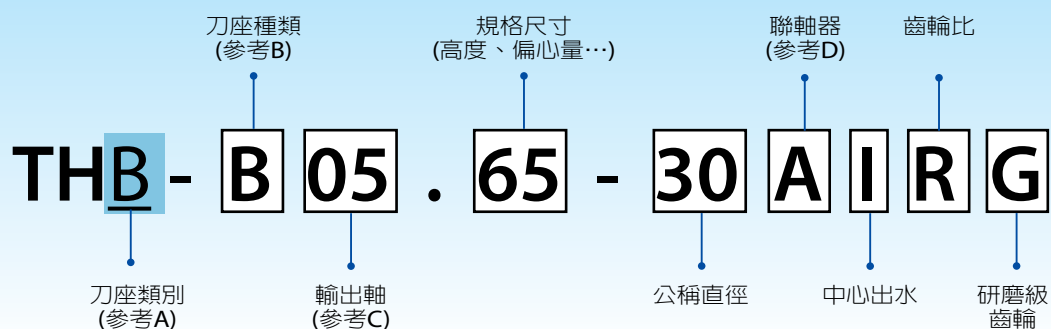 刀座種類
(參考B)
規格尺寸
(高度、偏心量⋯)
聯軸器
(參考D)
齒輪比
THB - B 05 . 65 - 30 A I R G
刀座類別
(參考A)
輸出軸
(參考C)
公稱直徑
中心出水
研磨級
齒輪